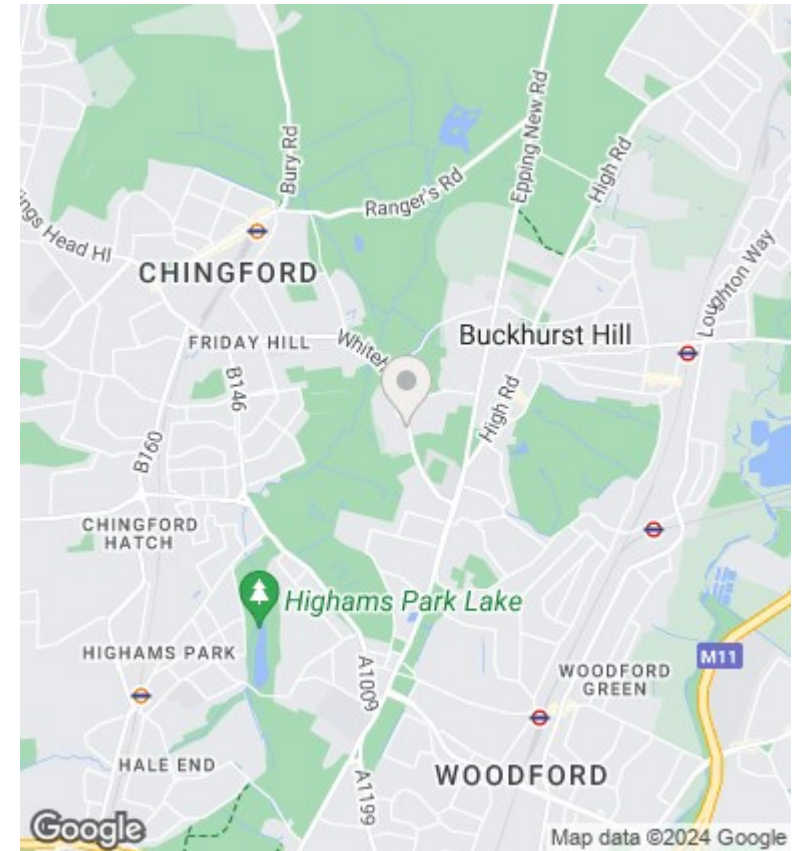 Bury Rd
Epping New Rd
High Rd
Ranger's Rd
ings Head Hl
CHINGFORD
Loughton Way
FRIDAY HILL
Whiteh
Buckhurst Hill
B146
High Rd
B160
CHINGFORD
HATCH
Highams Park Lake
HIGHAMS PARK
A1009
WOODFORD
GREEN
M11
HALE END
A1199
WOODFORD
Google
Map data ©2024 Google